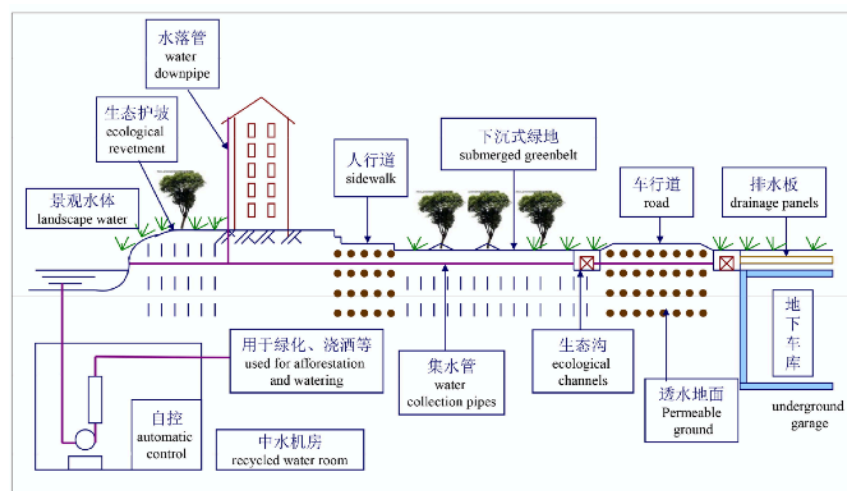 水落管
water
downpipe
生态护坡
ecological
revetment
景观水体
landscape water
人行道
sidewalk
下沉式绿地
submerged greenbelt
车行道
road
排水板
drainage panels
用于绿化、浇洒等
used for afforestation
and watering
集水管
water
collection pipes
生态沟
ecological
channels
透水地面
Permeable
ground
地
下
车
库
underground
garage
自控
automatic
control
中水机房
recycled water room